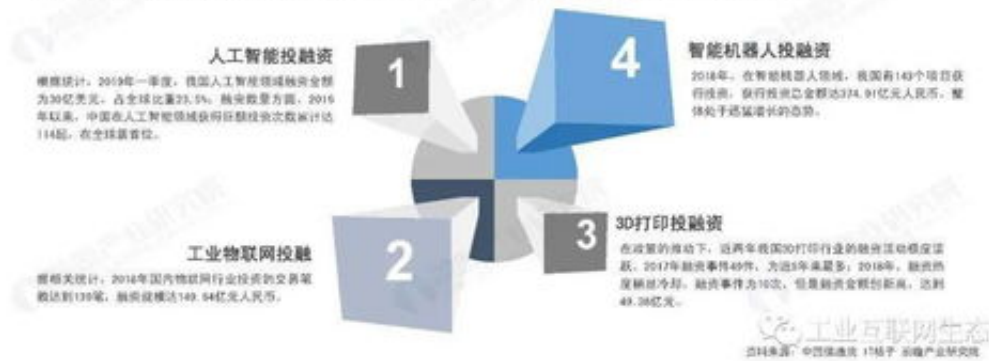 人工智能投融资
根据统计，2019年一季度，我国人工智能领域融资金额
为30亿美元，占全球比重23.5%。融资数量方面，2015
年以来，中国在人工智能领域获得巨额投资次数累计达
114起，在全球居首位。
1
工业物联网投融
据相关统计，2018年国内物联网行业投资的交易笔
数达到139笔，融资规模达149.54亿元人民币。
2
3
3D打印投融资
在政策的推动下，近两年我国3D打印行业的融资活动极度活
跃。2017年融资事件49件，为近5年来最多；2018年，融资热
度稍显冷却，融资事件为10次，但是融资金额创新高，达到
49.38亿元。
4
智能机器人投融资
2018年，在智能机器人领域，我国有143个项目获
行投资，获行投资总金额达374.91亿元人民币，整
体处于迅猛增长的态势。
工业互联网生态
资料来源：中国信通院 IT桔子 前瞻产业研究院